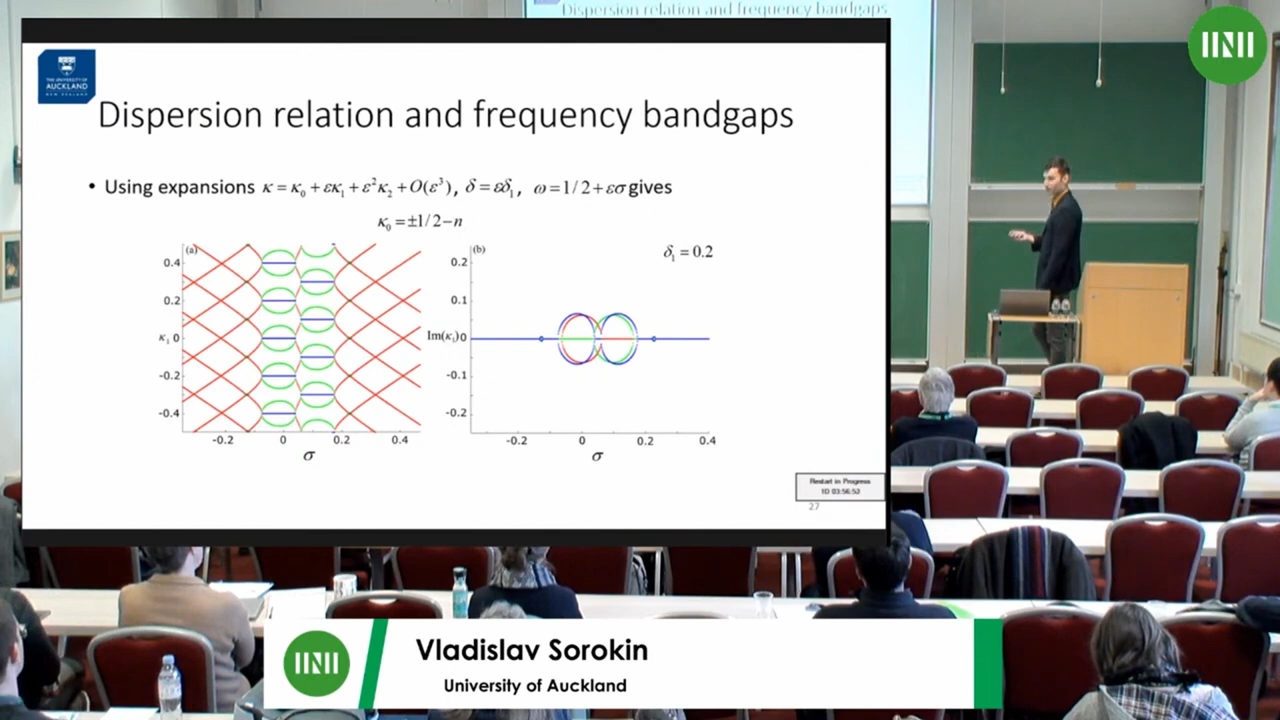 Dispersion relation and frequency bandgaps
THE UNIVERSITY OF
AUCKLAND
NEW ZEALAND
Dispersion relation and frequency bandgaps
• Using expansions κ = κ₀ + εκ₁ + ε²κ₂ + O(ε³), δ = εδ₁, ω = 1/2 + εσ gives
κ₀ = ±1/2 − n
(a)
0.4
0.2
κ₁ 0
-0.2
-0.4
-0.2 0 0.2 0.4
σ
(b)
δ₁ = 0.2
0.2
0.1
Im(κ₁) 0
-0.1
-0.2
-0.2 0 0.2 0.4
σ
Restart in Progress
1D 03:56:53
27
Vladislav Sorokin
University of Auckland